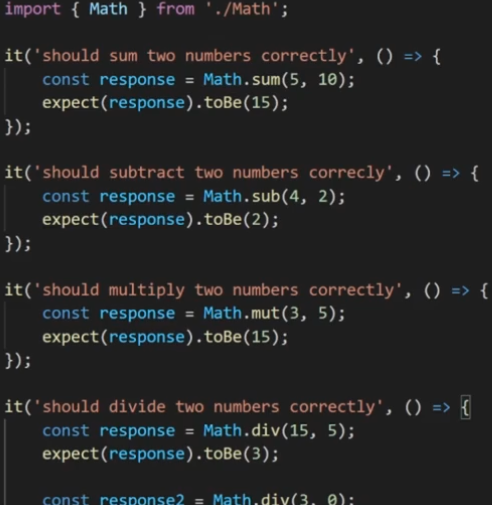 import { Math } from './Math';
it('should sum two numbers correctly', () => {
const response = Math.sum(5, 10);
expect(response).toBe(15);
});
it('should subtract two numbers correcly', () => {
const response = Math.sub(4, 2);
expect(response).toBe(2);
});
it('should multiply two numbers correctly', () => {
const response = Math.mut(3, 5);
expect(response).toBe(15);
});
it('should divide two numbers correctly', () => {
const response = Math.div(15, 5);
expect(response).toBe(3);
const response2 = Math.div(3, 0);